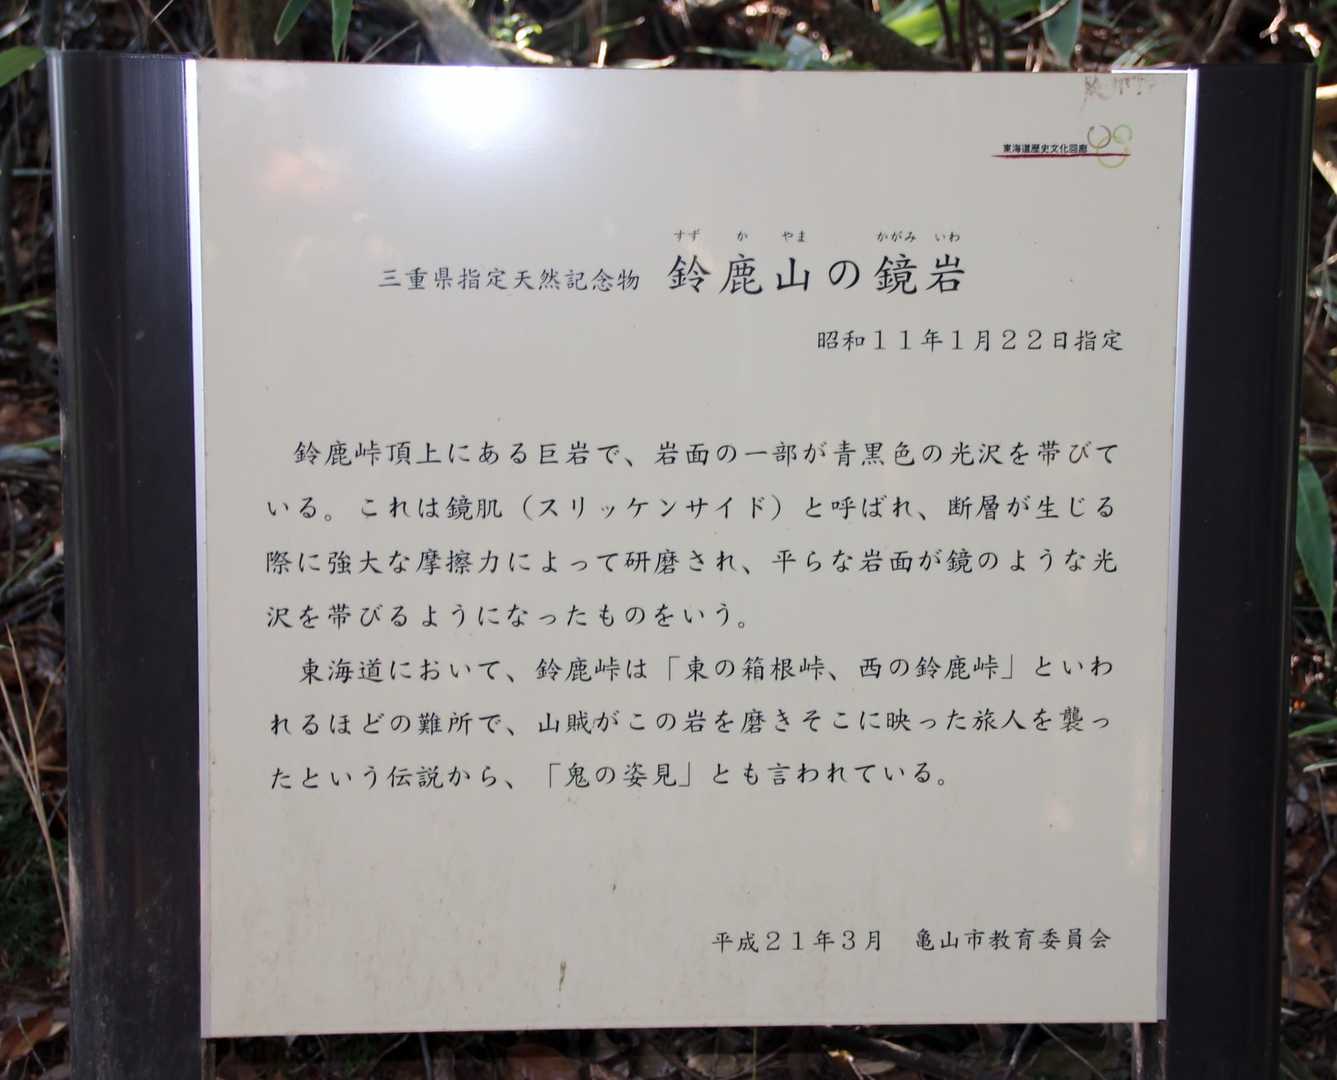 東海道歴史文化回廊
すず か やま かがみ いわ
三重県指定天然記念物 鈴鹿山の鏡岩
昭和11年1月22日指定
鈴鹿峠頂上にある巨岩で、岩面の一部が青黒色の光沢を帯びて
いる。これは鏡肌（スリッケンサイド）と呼ばれ、断層が生じる
際に強大な摩擦力によって研磨され、平らな岩面が鏡のような光
沢を帯びるようになったものをいう。
東海道において、鈴鹿峠は「東の箱根峠、西の鈴鹿峠」といわ
れるほどの難所で、山賊がこの岩を磨きそこに映った旅人を襲っ
たという伝説から、「鬼の姿見」とも言われている。
平成21年3月 亀山市教育委員会